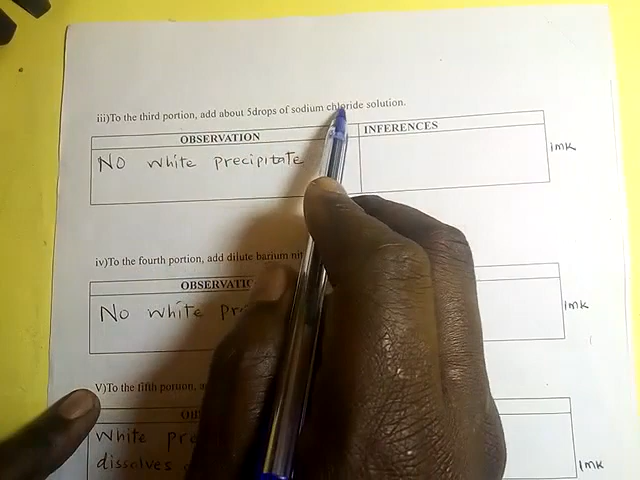 iii)To the third portion, add about 5drops of sodium chloride solution.
OBSERVATION INFERENCES
NO white precipitate
1mk
iv)To the fourth portion, add dilute barium
No white
1mk
V)To the fifth portion,
White
dissolves
1mk